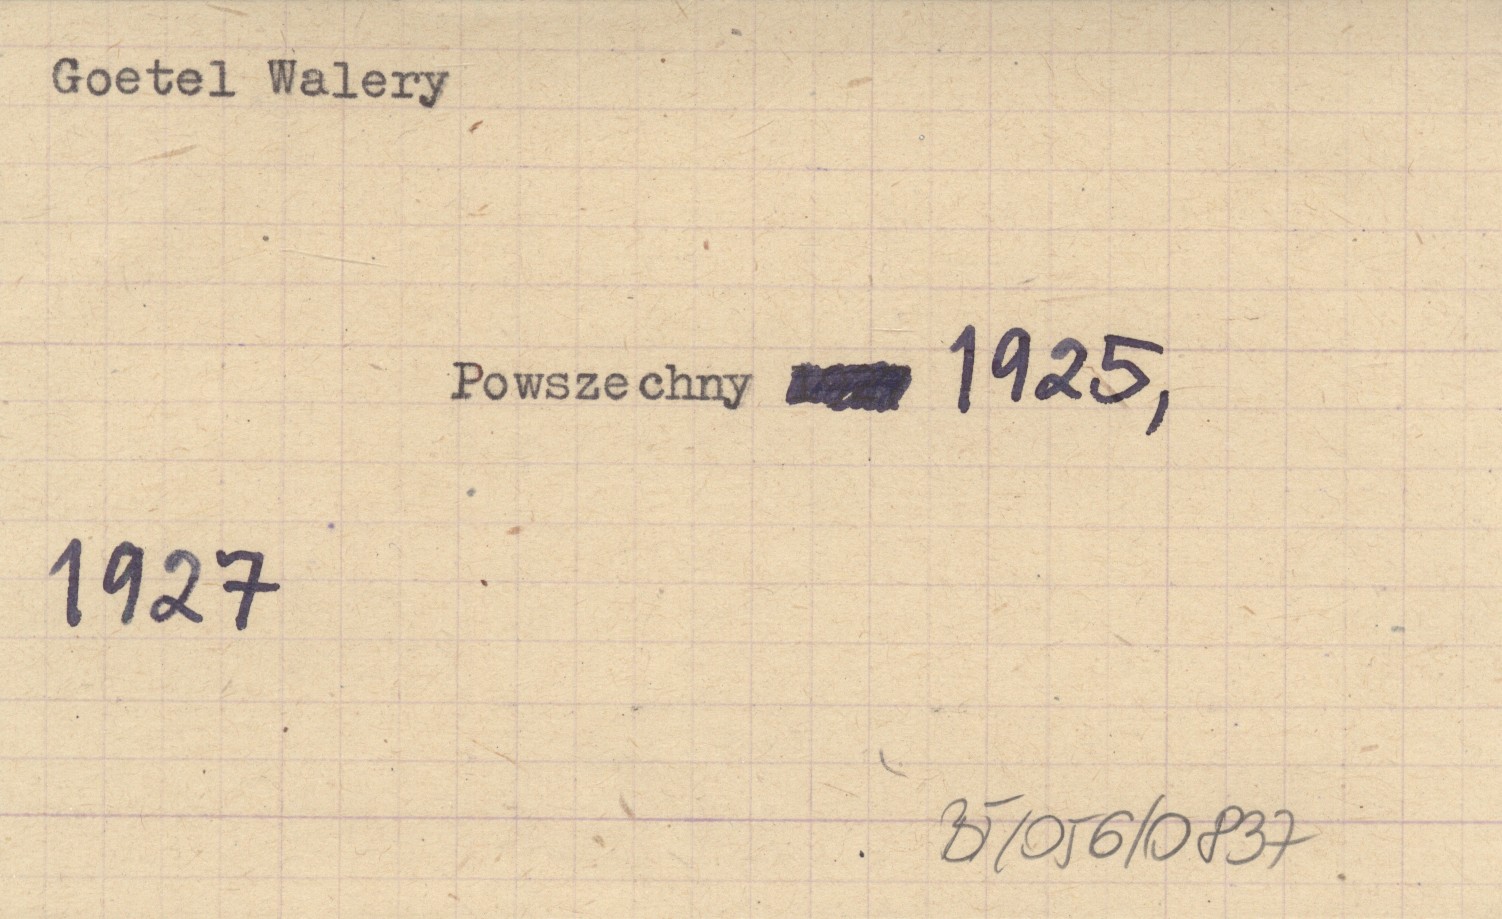 Goetel Walery
Powszechny 1925,
1927
35/056/0837